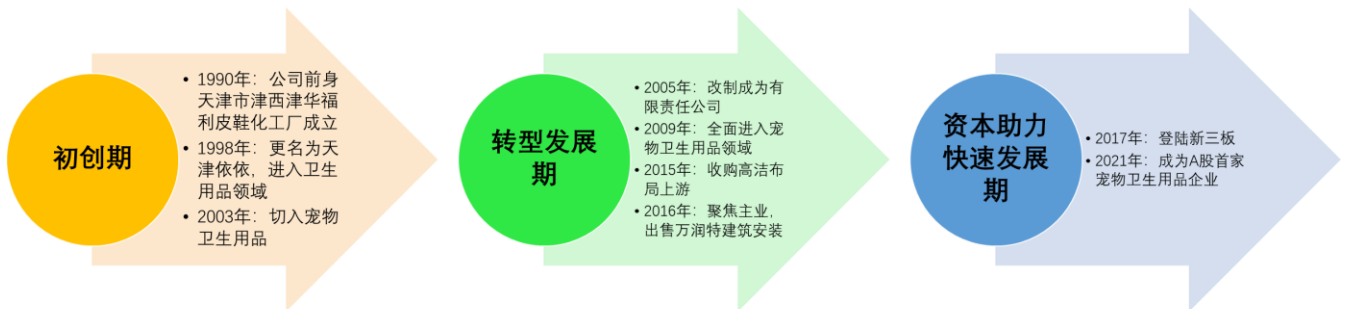 初创期
• 1990年：公司前身
天津市津西津华福
利皮鞋化工厂成立
• 1998年：更名为天
津依依，进入卫生
用品领域
• 2003年：切入宠物
卫生用品
转型发展
期
• 2005年：改制成为有
限责任公司
• 2009年：全面进入宠
物卫生用品领域
• 2015年：收购高洁布
局上游
• 2016年：聚焦主业，
出售万润特建筑安装
资本助力
快速发展
期
• 2017年：登陆新三板
• 2021年：成为A股首家
宠物卫生用品企业